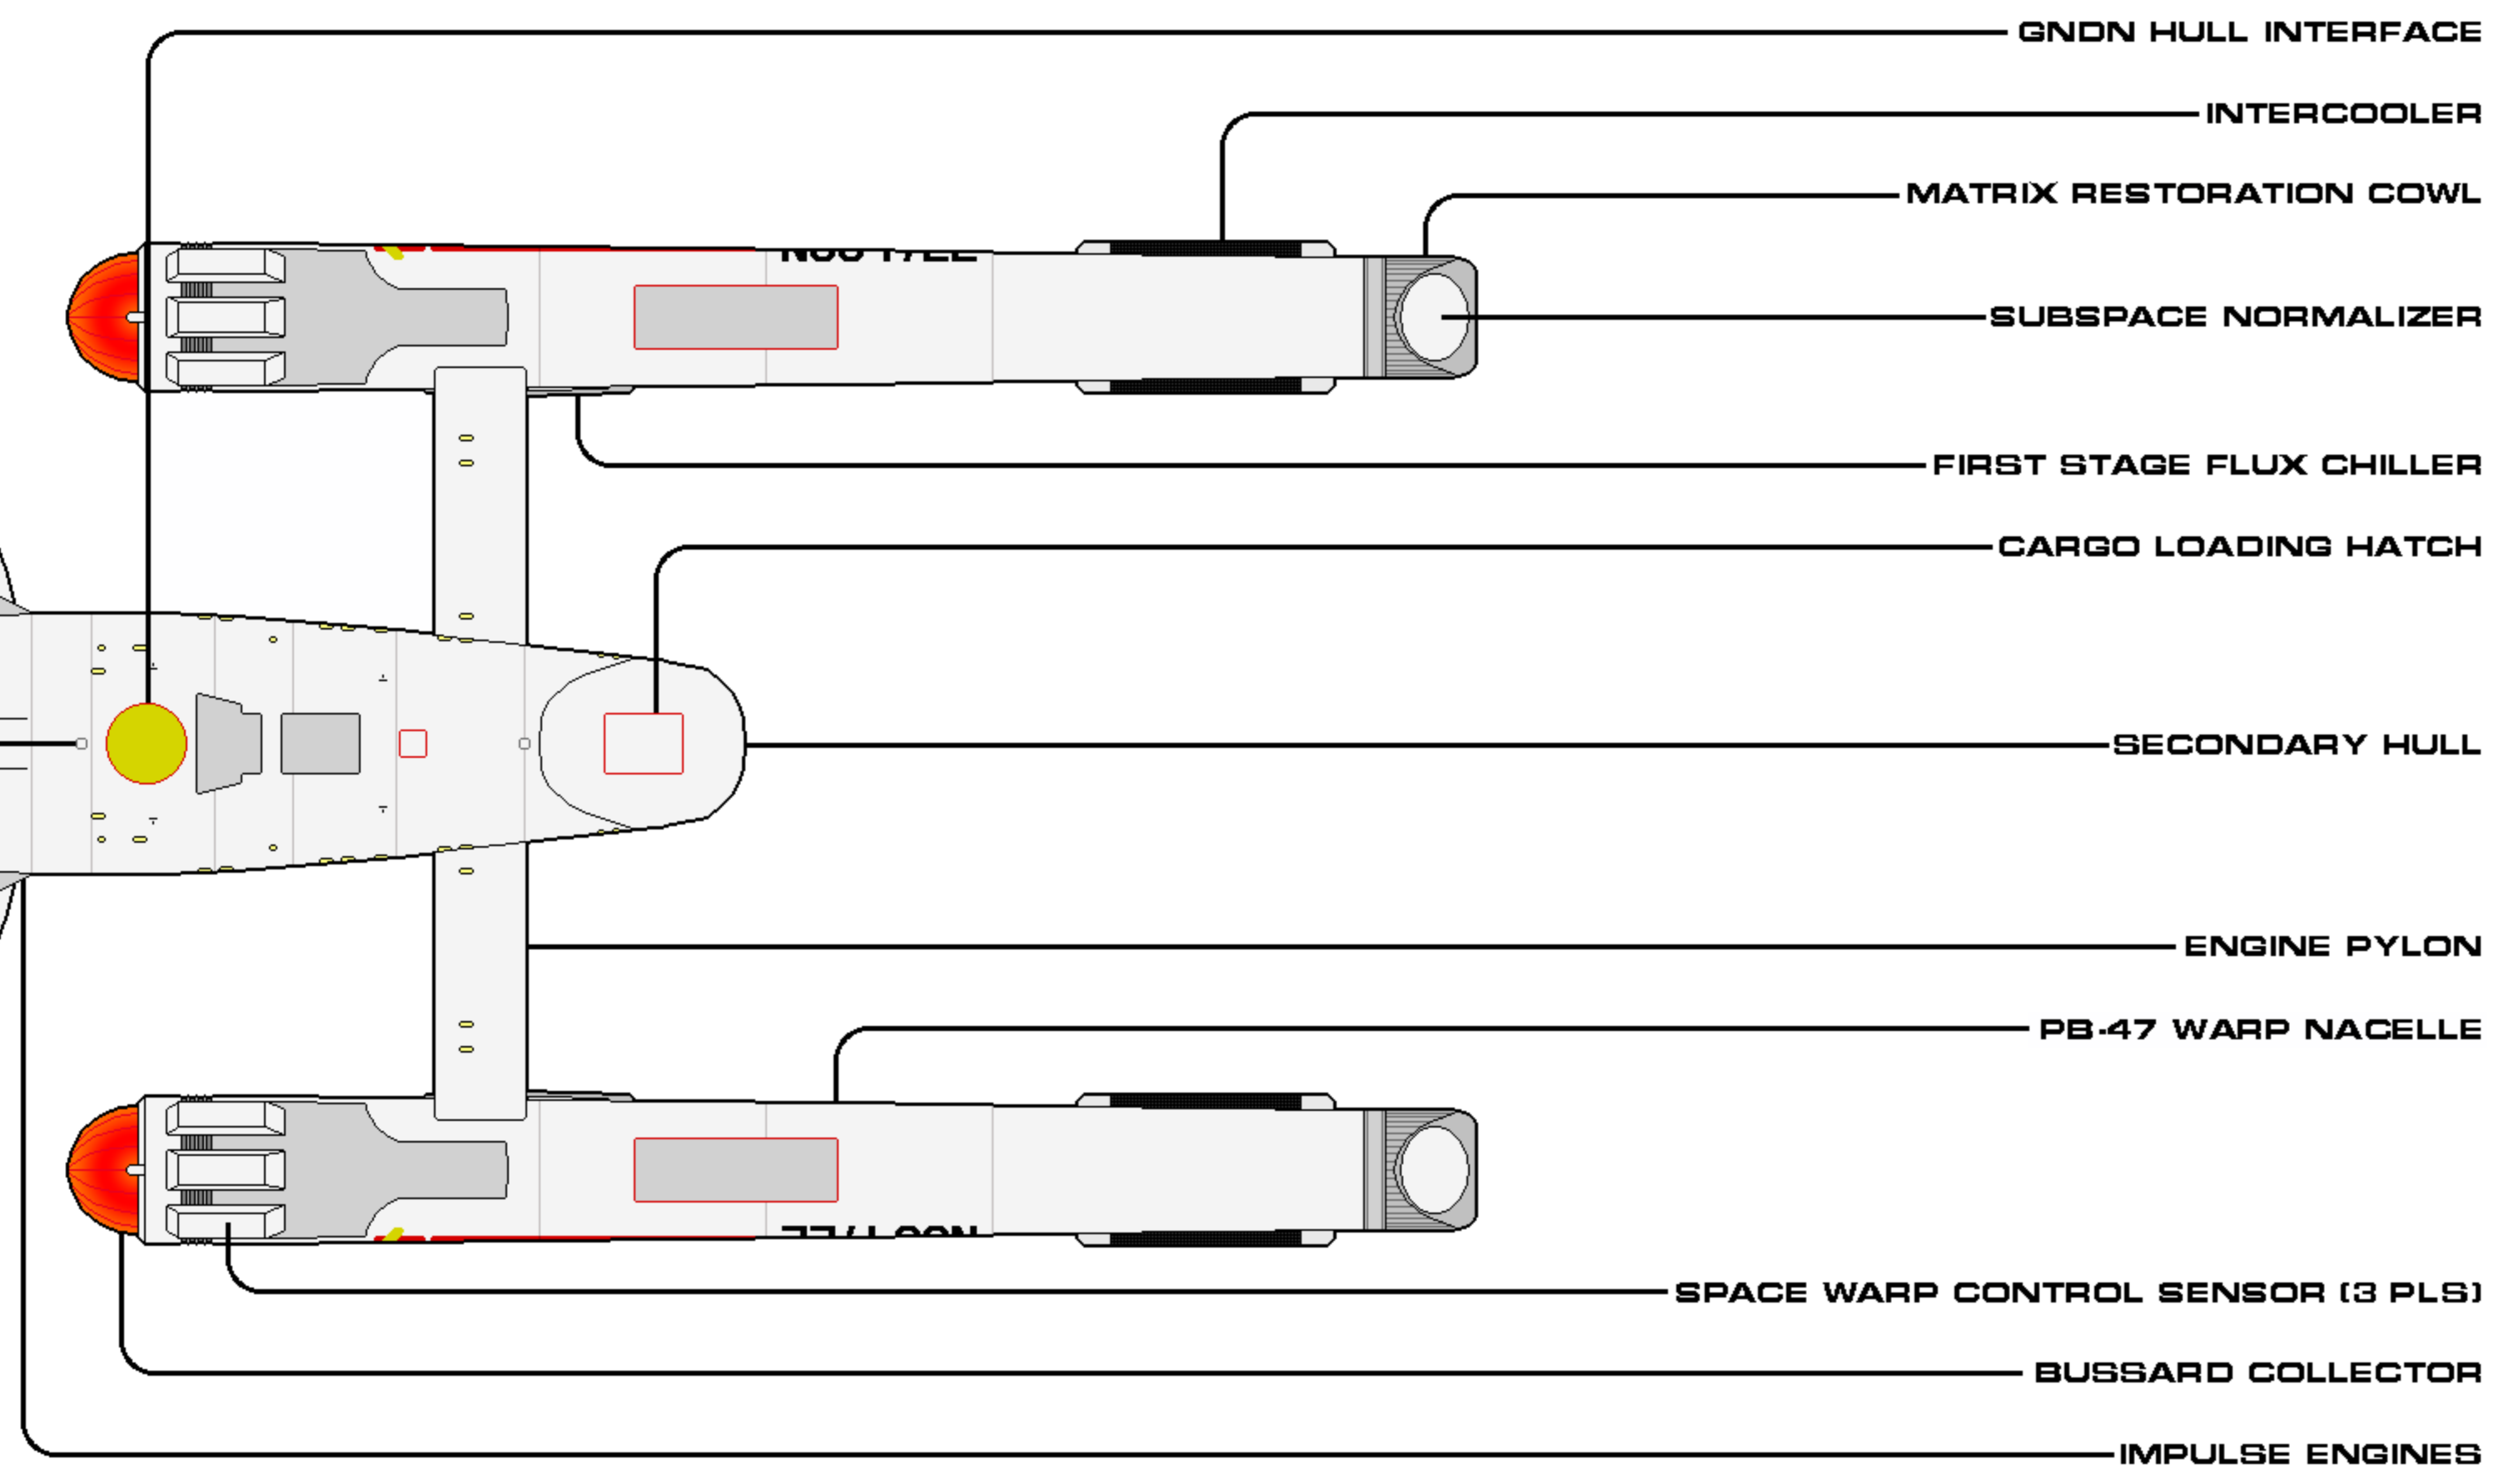 GNDN HULL INTERFACE
INTERCOOLER
MATRIX RESTORATION COWL
SUBSPACE NORMALIZER
FIRST STAGE FLUX CHILLER
CARGO LOADING HATCH
SECONDARY HULL
ENGINE PYLON
PB-47 WARP NACELLE
SPACE WARP CONTROL SENSOR (3 PLS)
BUSSARD COLLECTOR
IMPULSE ENGINES